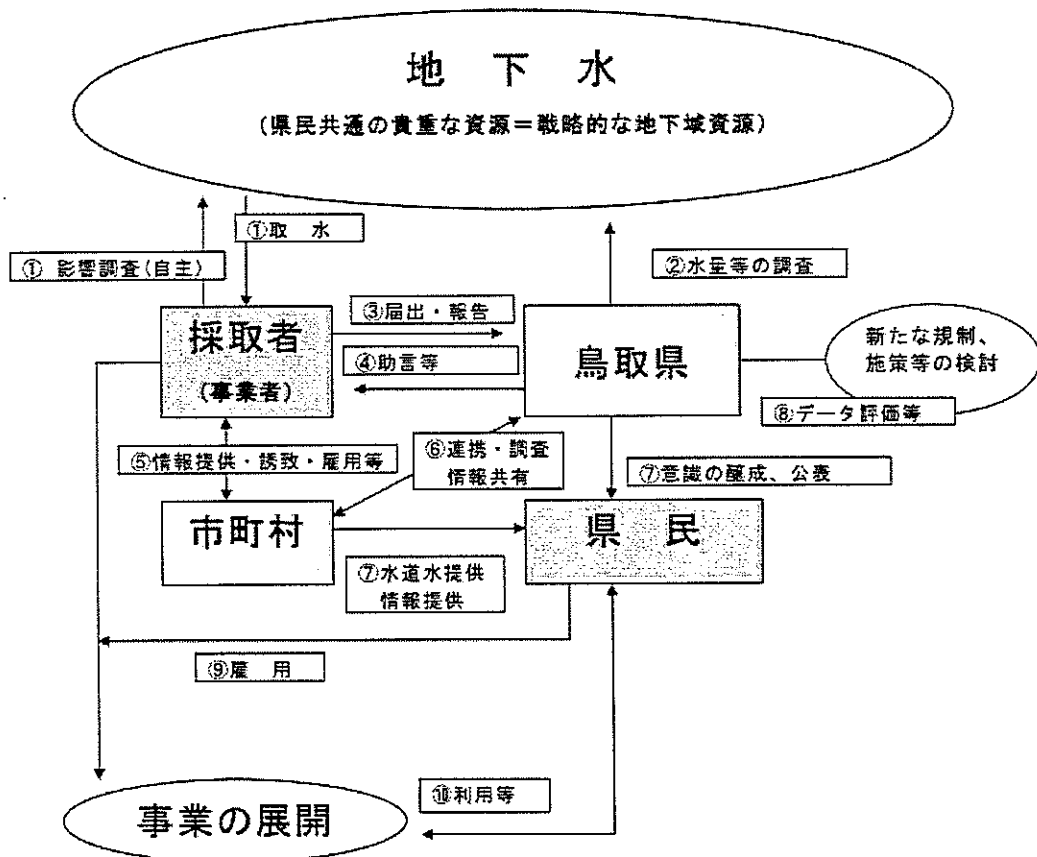 地 下 水
(県民共通の貴重な資源＝戦略的な地下域資源)
①取 水
① 影響調査(自主)
②水量等の調査
採取者
(事業者)
③届出・報告
④助言等
鳥取県
新たな規制、
施策等の検討
⑧データ評価等
⑤情報提供・誘致・雇用等
⑥連携・調査
情報共有
⑦意識の醸成、公表
市町村
県 民
⑦水道水提供
情報提供
⑨雇 用
⑩利用等
事業の展開